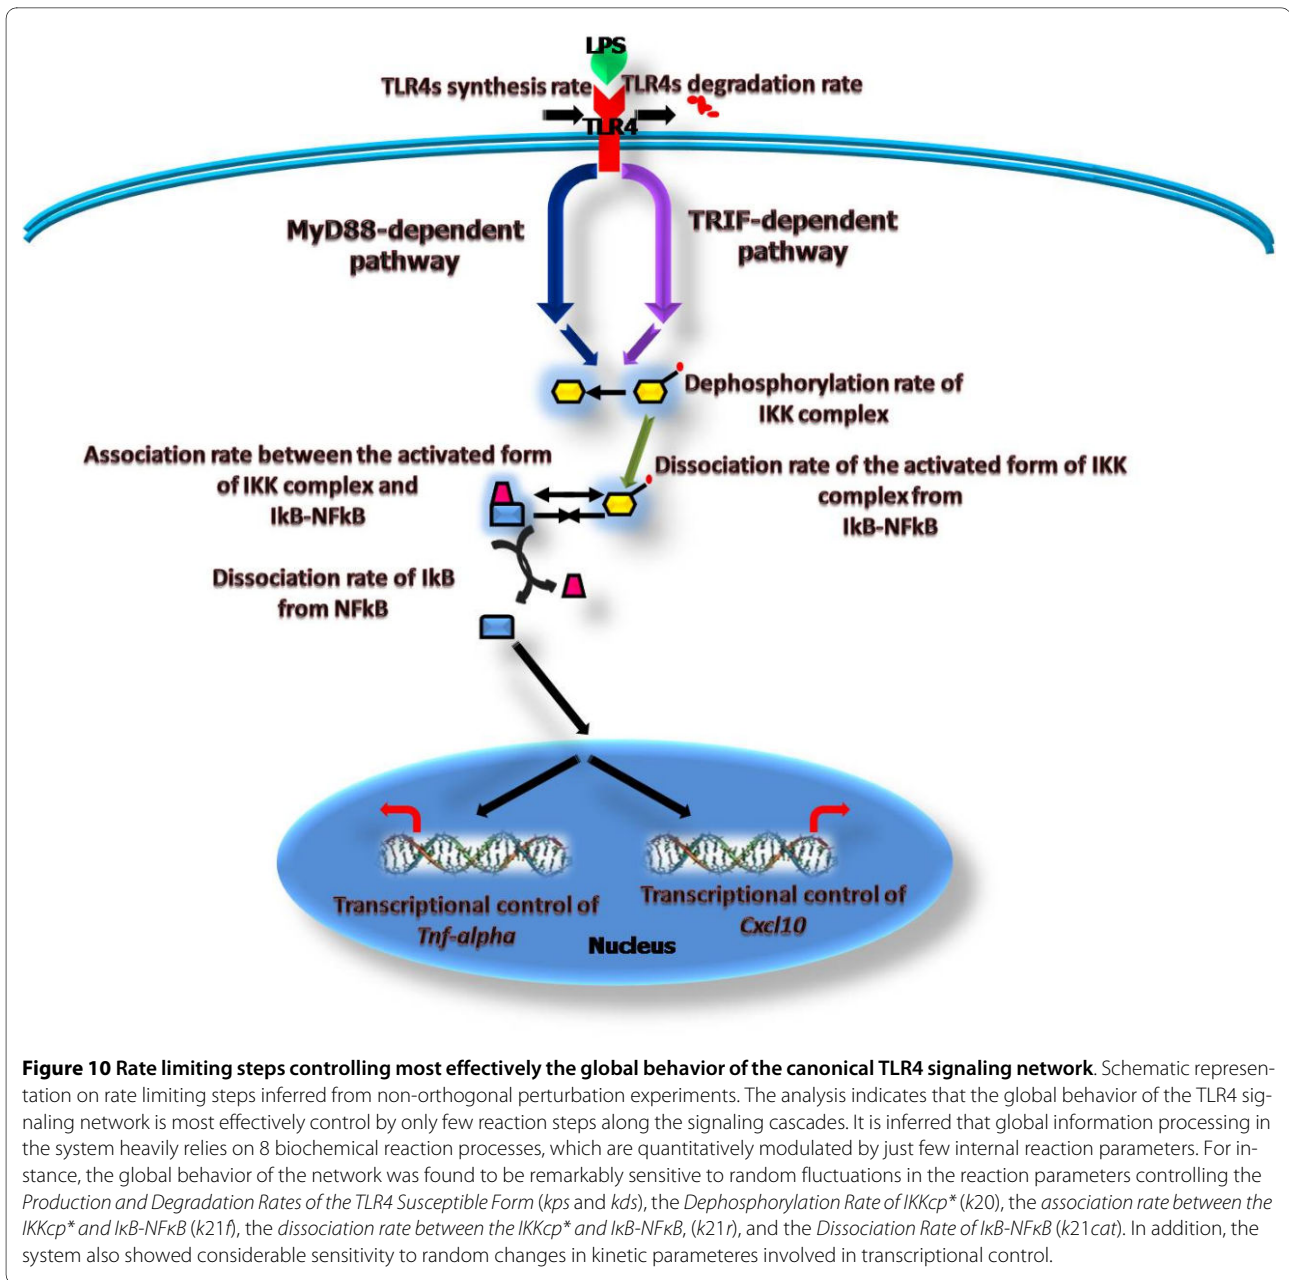 LPS
TLR4s synthesis rate
TLR4s degradation rate
TLR4
MyD88-dependent
pathway
TRIF-dependent
pathway
Dephosphorylation rate of
IKK complex
Association rate between the activated form
of IKK complex and
IkB-NFkB
Dissociation rate of the activated form of IKK
complex from
IkB-NFkB
Dissociation rate of IkB
from NFkB
Transcriptional control of
Tnf-alpha
Transcriptional control of
Cxcl10
Nucleus
Figure 10 Rate limiting steps controlling most effectively the global behavior of the canonical TLR4 signaling network. Schematic represen-
tation on rate limiting steps inferred from non-orthogonal perturbation experiments. The analysis indicates that the global behavior of the TLR4 sig-
naling network is most effectively control by only few reaction steps along the signaling cascades. It is inferred that global information processing in
the system heavily relies on 8 biochemical reaction processes, which are quantitatively modulated by just few internal reaction parameters. For in-
stance, the global behavior of the network was found to be remarkably sensitive to random fluctuations in the reaction parameters controlling the
Production and Degradation Rates of the TLR4 Susceptible Form (kps and kds), the Dephosphorylation Rate of IKKcp* (k20), the association rate between the
IKKcp* and IκB-NFκB (k21f), the dissociation rate between the IKKcp* and IκB-NFκB, (k21r), and the Dissociation Rate of IκB-NFκB (k21cat). In addition, the
system also showed considerable sensitivity to random changes in kinetic parameteres involved in transcriptional control.